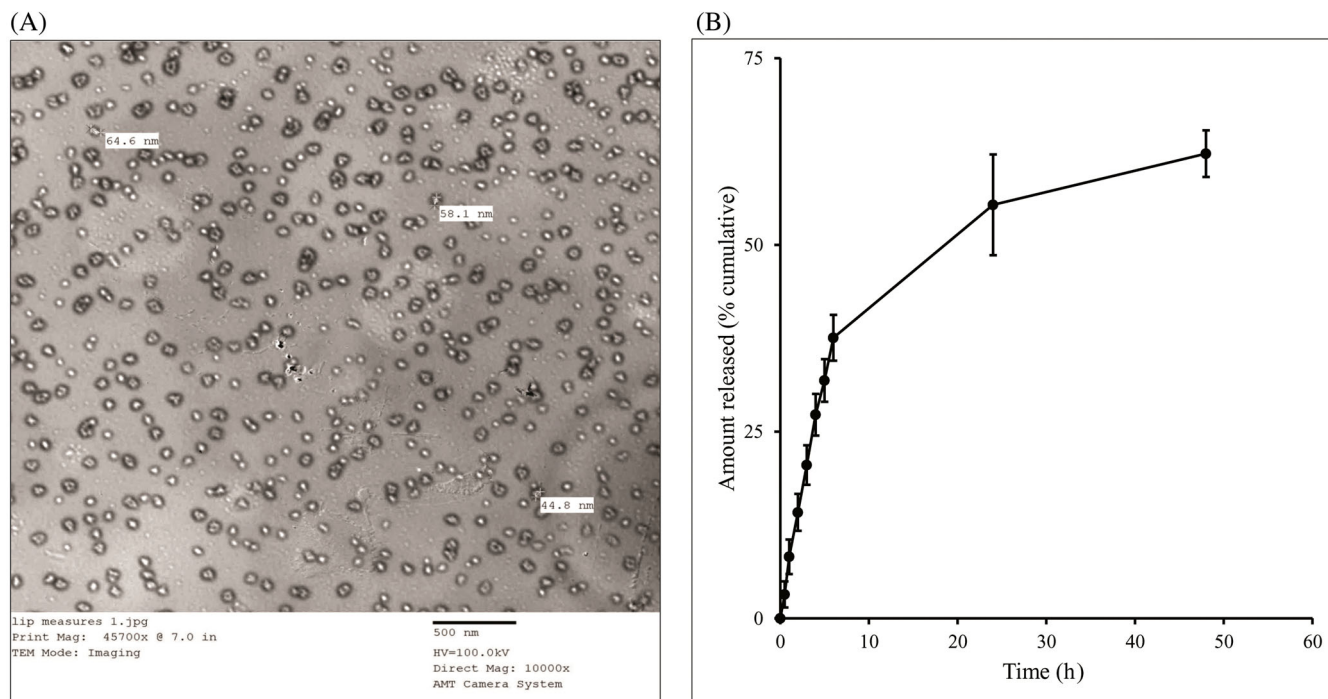 (A)
64.6 nm
58.1 nm
44.8 nm
lip measures 1.jpg
Print Mag: 45700x @ 7.0 in
TEM Mode: Imaging
500 nm
HV=100.0kV
Direct Mag: 10000x
AMT Camera System
(B)
Amount released (% cumulative)
75
50
25
0
0 10 20 30 40 50 60
Time (h)